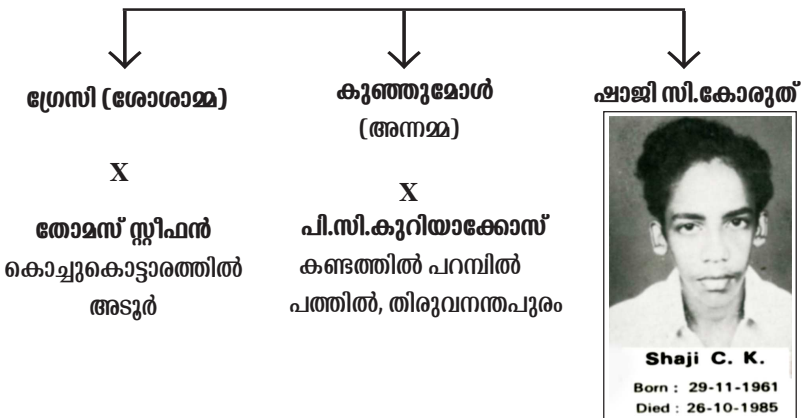 ഗ്രേസി (ശോശാമ്മ)
X
തോമസ് സ്റ്റീഫൻ
കൊച്ചുകൊട്ടാരത്തിൽ
അടൂർ
കുഞ്ഞുമോൾ
(അന്നമ്മ)
X
പി.സി.കുറിയാക്കോസ്
കണ്ടത്തിൽ പറമ്പിൽ
പത്തിൽ, തിരുവനന്തപുരം
ഷാജി സി.കോരുത്
Shaji C. K.
Born : 29-11-1961
Died : 26-10-1985